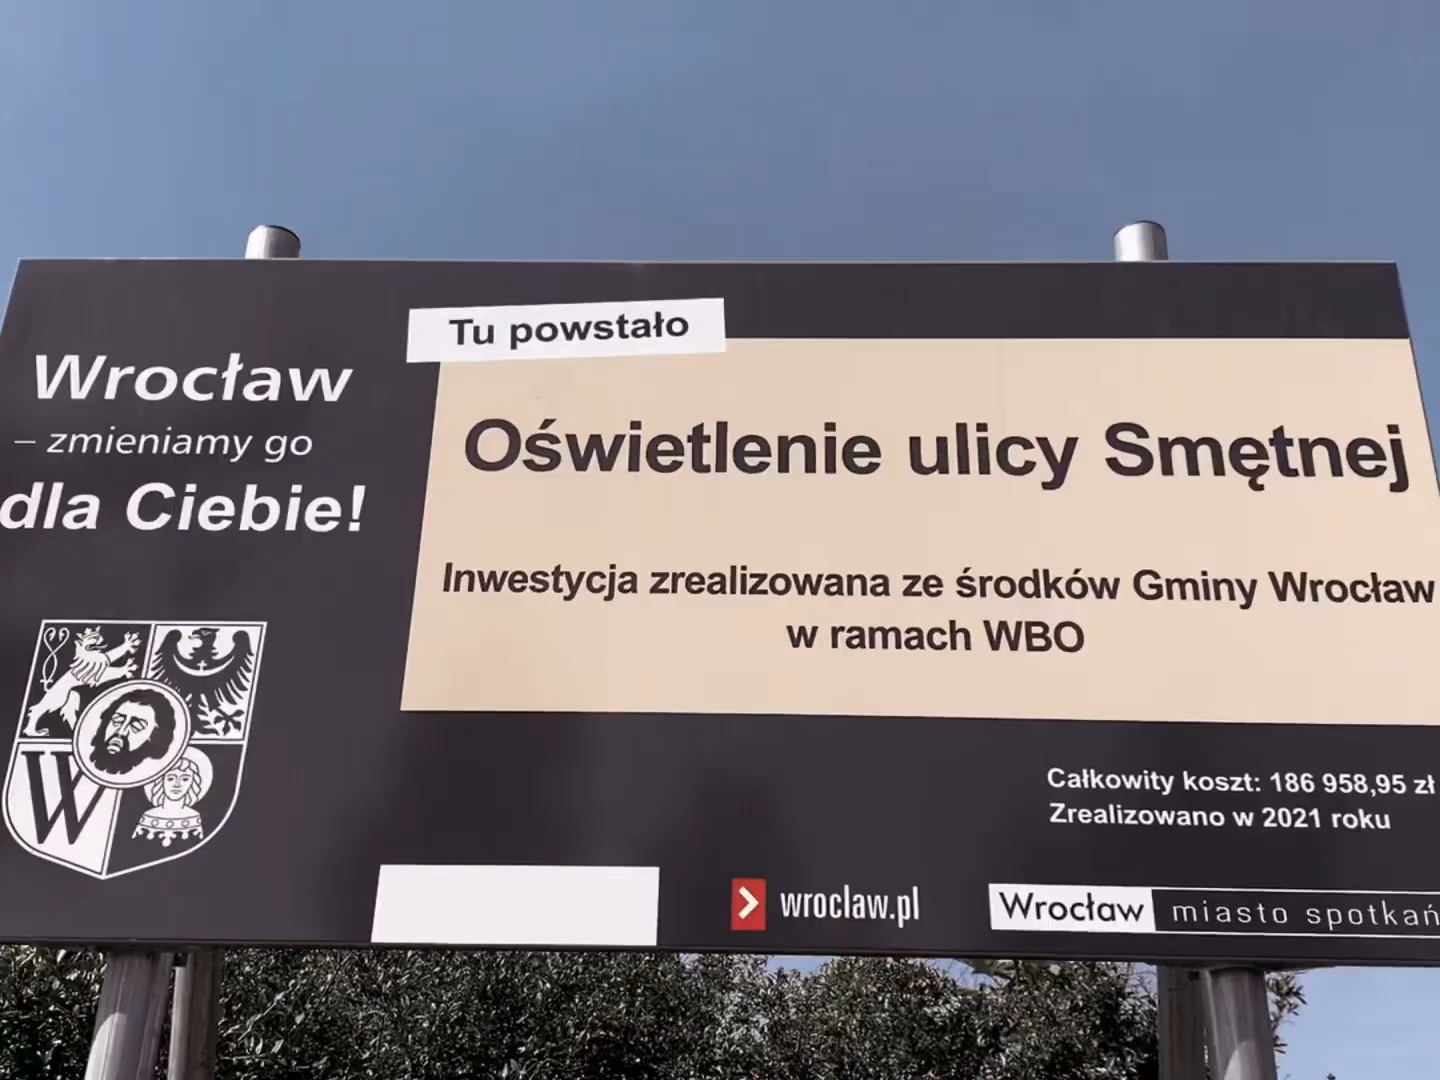 Wrocław
– zmieniamy go
dla Ciebie!
Tu powstało
Oświetlenie ulicy Smętnej
Inwestycja zrealizowana ze środków Gminy Wrocław
w ramach WBO
Całkowity koszt: 186 958,95 zł
Zrealizowano w 2021 roku
W
wroclaw.pl
Wrocław miasto spotkań